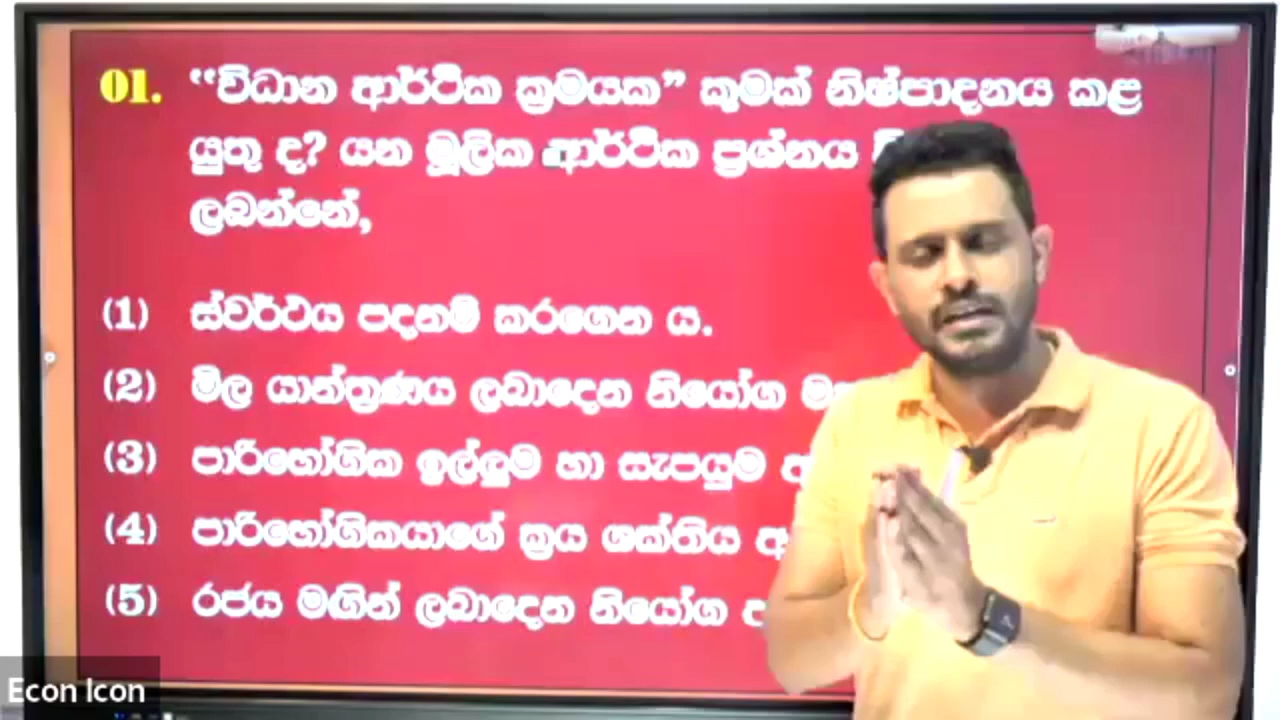 01. “විධාන ආර්ථික ක්‍රමයක” කුමක් නිෂ්පාදනය කළ
යුතු ද? යන මූලික ආර්ථික ප්‍රශ්නය
ලබන්නේ,
(1) ස්වර්ථය පදනම් කරගෙන ය.
(2) මිල යාන්ත්‍රණය ලබාදෙන නියෝග
(3) පාරිභෝගික ඉල්ලුම හා සැපයුම
(4) පාරිභෝගිකයාගේ ක්‍රය ශක්තිය
(5) රජය මඟින් ලබාදෙන නියෝග
Econ Icon